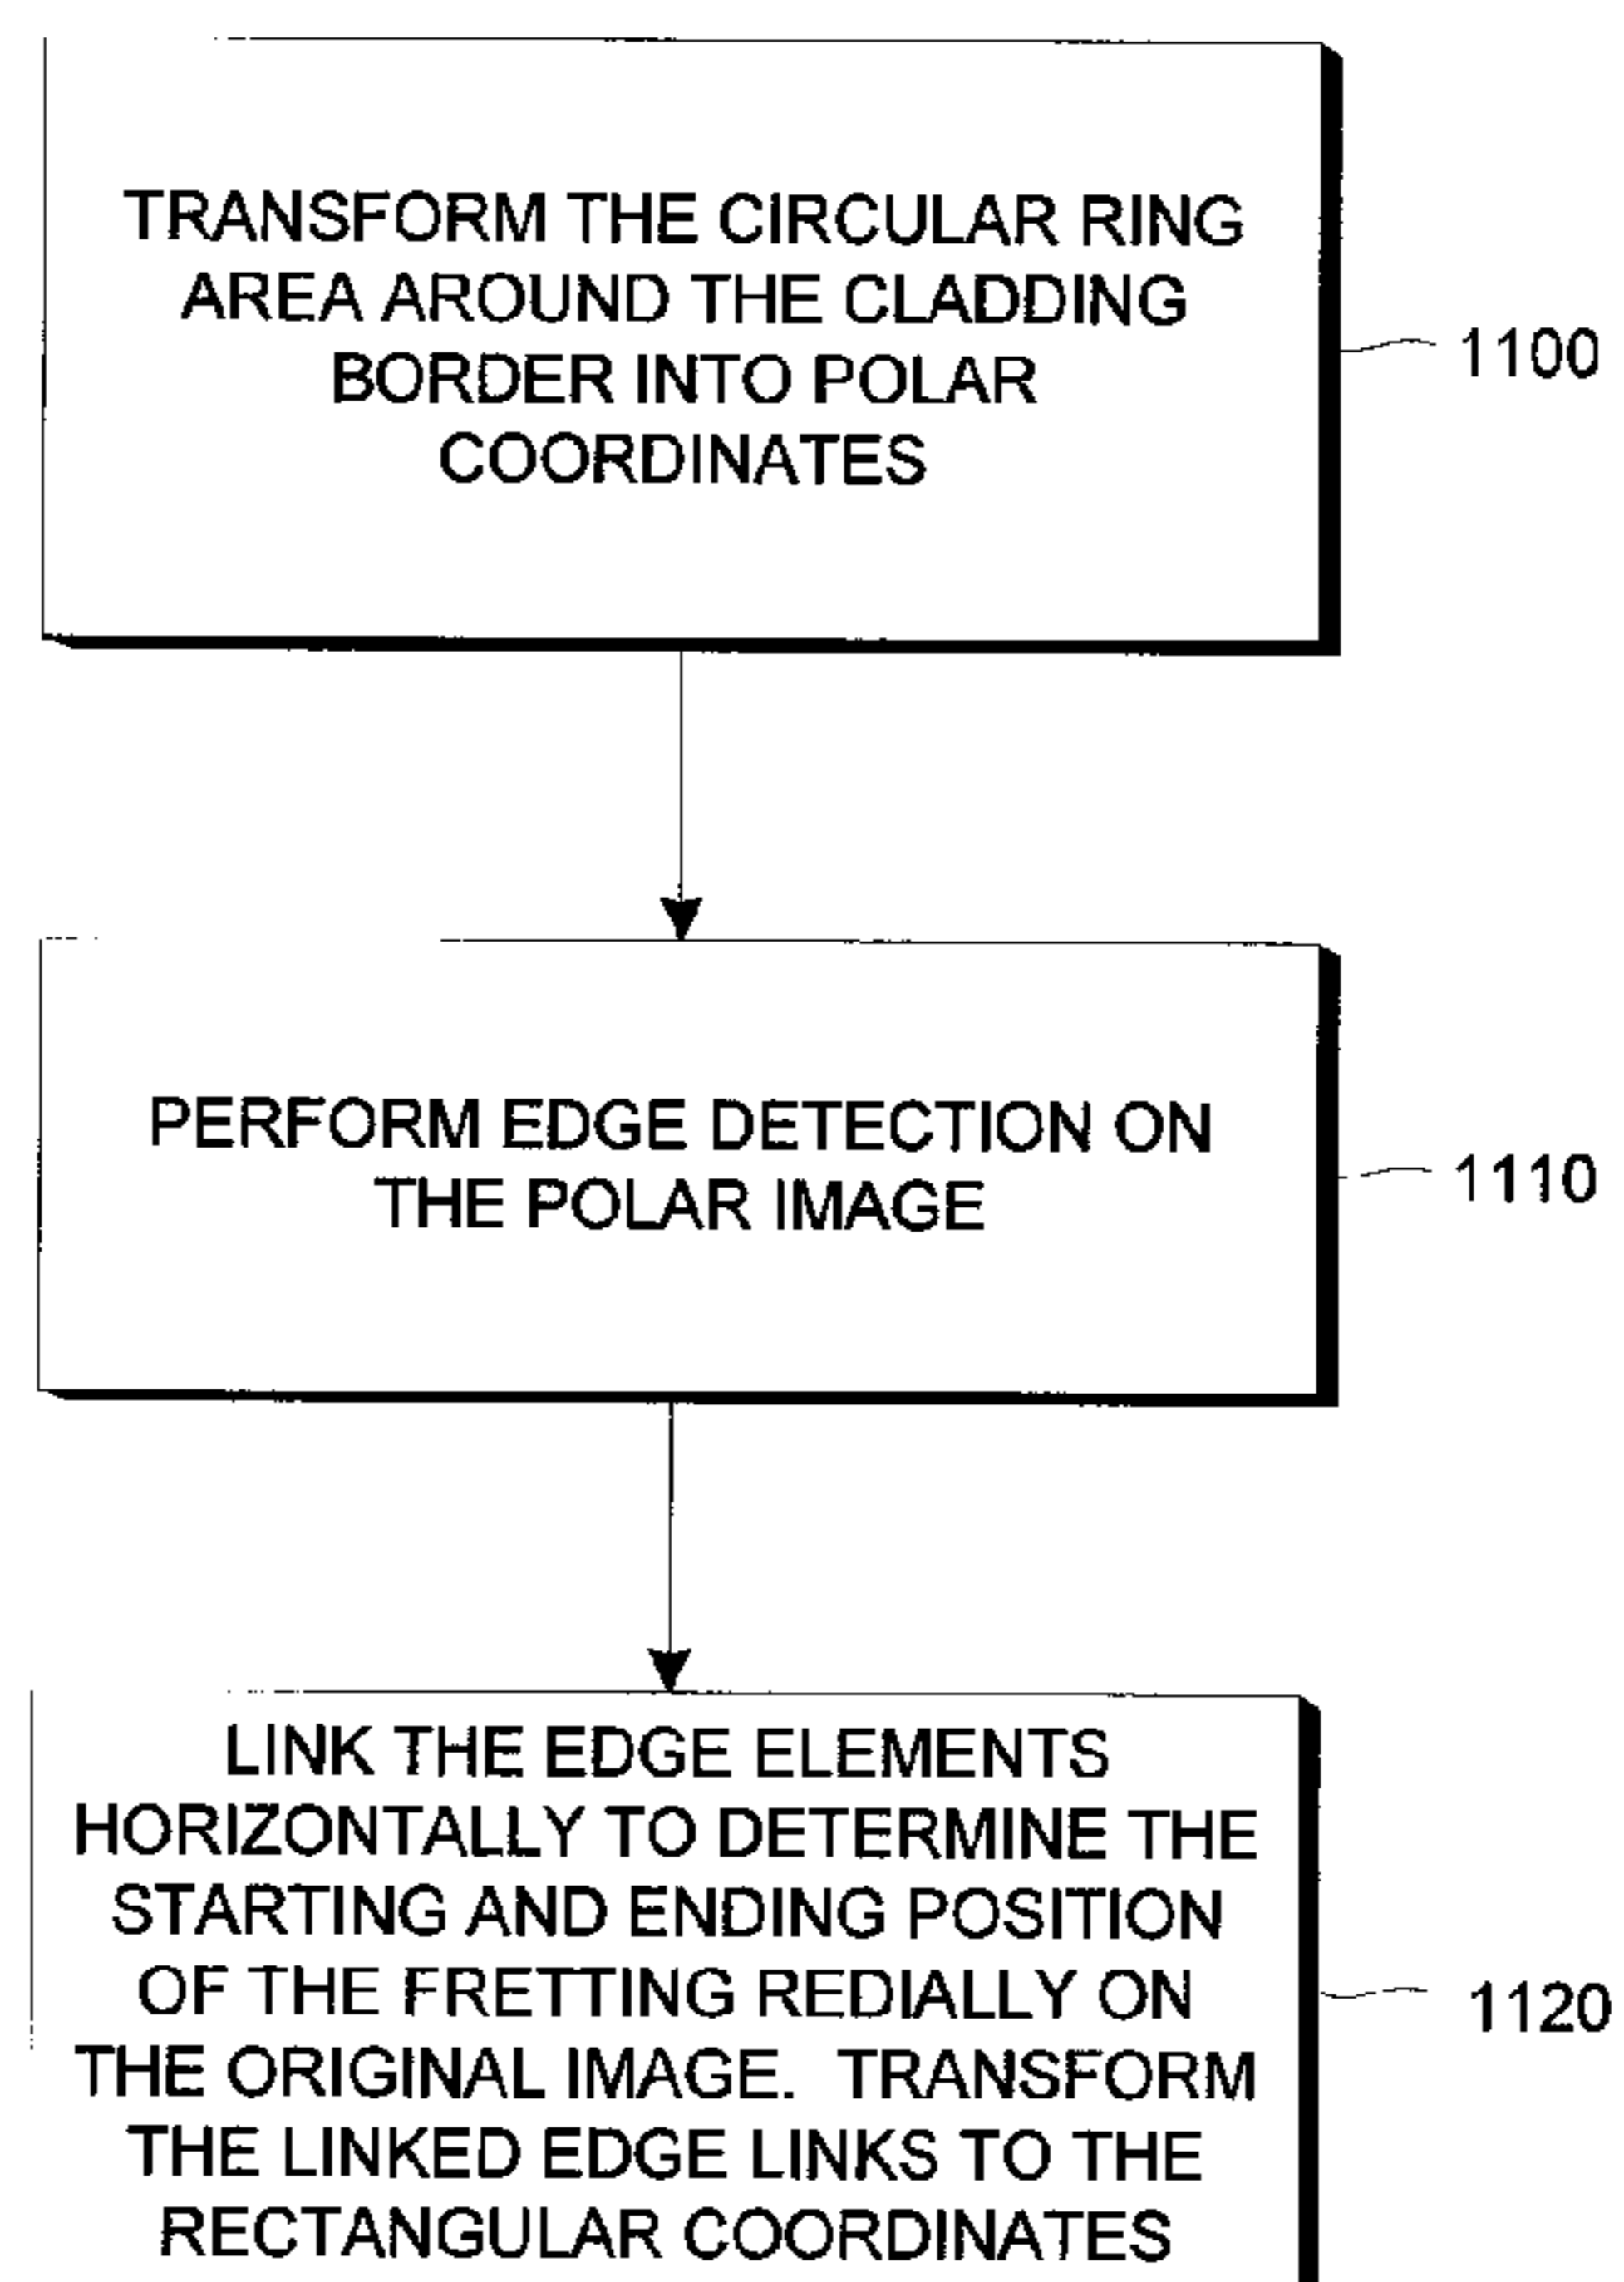 TRANSFORM THE CIRCULAR RING
AREA AROUND THE CLADDING
BORDER INTO POLAR
COORDINATES
1100
PERFORM EDGE DETECTION ON
THE POLAR IMAGE
1110
LINK THE EDGE ELEMENTS
HORIZONTALLY TO DETERMINE THE
STARTING AND ENDING POSITION
OF THE FRETTING REDIALLY ON
THE ORIGINAL IMAGE. TRANSFORM
THE LINKED EDGE LINKS TO THE
RECTANGULAR COORDINATES
1120